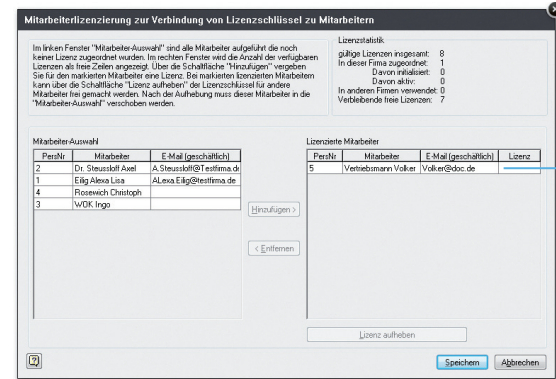 Mitarbeiterlizenzierung zur Verbindung von Lizenzschlüssel zu Mitarbeitern
Im linken Fenster "Mitarbeiter-Auswahl" sind alle Mitarbeiter aufgeführt die noch
keiner Lizenz zugeordnet wurden. Im rechten Fenster wird die Anzahl der verfügbaren
Lizenzen als freie Zeilen angezeigt. Über die Schaltfläche "Hinzufügen" vergeben
Sie für den markierten Mitarbeiter eine Lizenz. Bei markierten lizenzierten Mitarbeitern
kann über die Schaltfläche "Lizenz aufheben" der Lizenzschlüssel für andere
Mitarbeiter frei gemacht werden. Nach der Aufhebung muss dieser Mitarbeiter in die
"Mitarbeiter-Auswahl" verschoben werden.
Lizenzstatistik
gültige Lizenzen insgesamt: 8
In dieser Firma zugeordnet: 1
Davon initialisiert: 0
Davon aktiv: 0
In anderen Firmen verwendet: 0
Verbleibende freie Lizenzen: 7
Mitarbeiter-Auswahl
PersNr Mitarbeiter E-Mail (geschäftlich)
2 Dr. Steussloff Axel A.Steussloff@Testfirma.de
1 Eilig Alexa Lisa ALexa.Eilig@testfirma.de
4 Rosewich Christoph
3 WOK Ingo
Hinzufügen >
< Entfernen
Lizenzierte Mitarbeiter
PersNr Mitarbeiter E-Mail (geschäftlich) Lizenz
5 Vertriebsmann Volker Volker@doc.de
Lizenz aufheben
Speichern Abbrechen